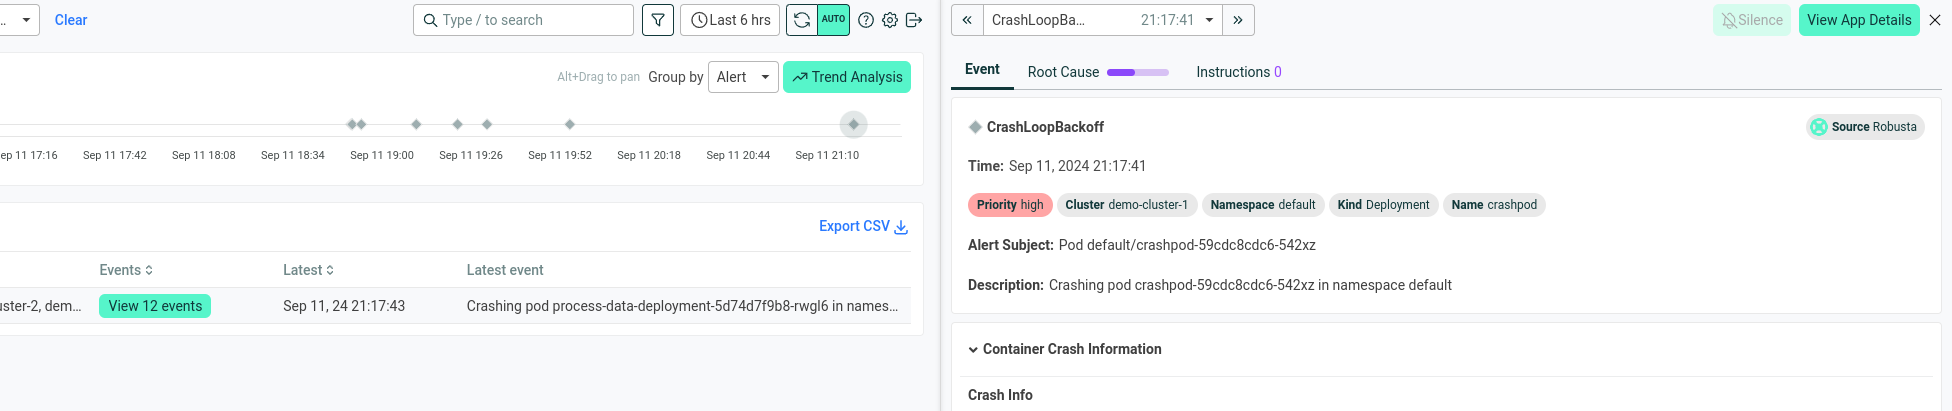 ... Clear Type / to search Last 6 hrs AUTO
Alt+Drag to pan Group by Alert Trend Analysis
ep 11 17:16 Sep 11 17:42 Sep 11 18:08 Sep 11 18:34 Sep 11 19:00 Sep 11 19:26 Sep 11 19:52 Sep 11 20:18 Sep 11 20:44 Sep 11 21:10
Export CSV
Events Latest Latest event
uster-2, dem... View 12 events Sep 11, 24 21:17:43 Crashing pod process-data-deployment-5d74d7f9b8-rwgl6 in names...
CrashLoopBa... 21:17:41 Silence View App Details
Event Root Cause Instructions 0
CrashLoopBackoff Source Robusta
Time: Sep 11, 2024 21:17:41
Priority high Cluster demo-cluster-1 Namespace default Kind Deployment Name crashpod
Alert Subject: Pod default/crashpod-59cdc8cdc6-542xz
Description: Crashing pod crashpod-59cdc8cdc6-542xz in namespace default
Container Crash Information
Crash Info